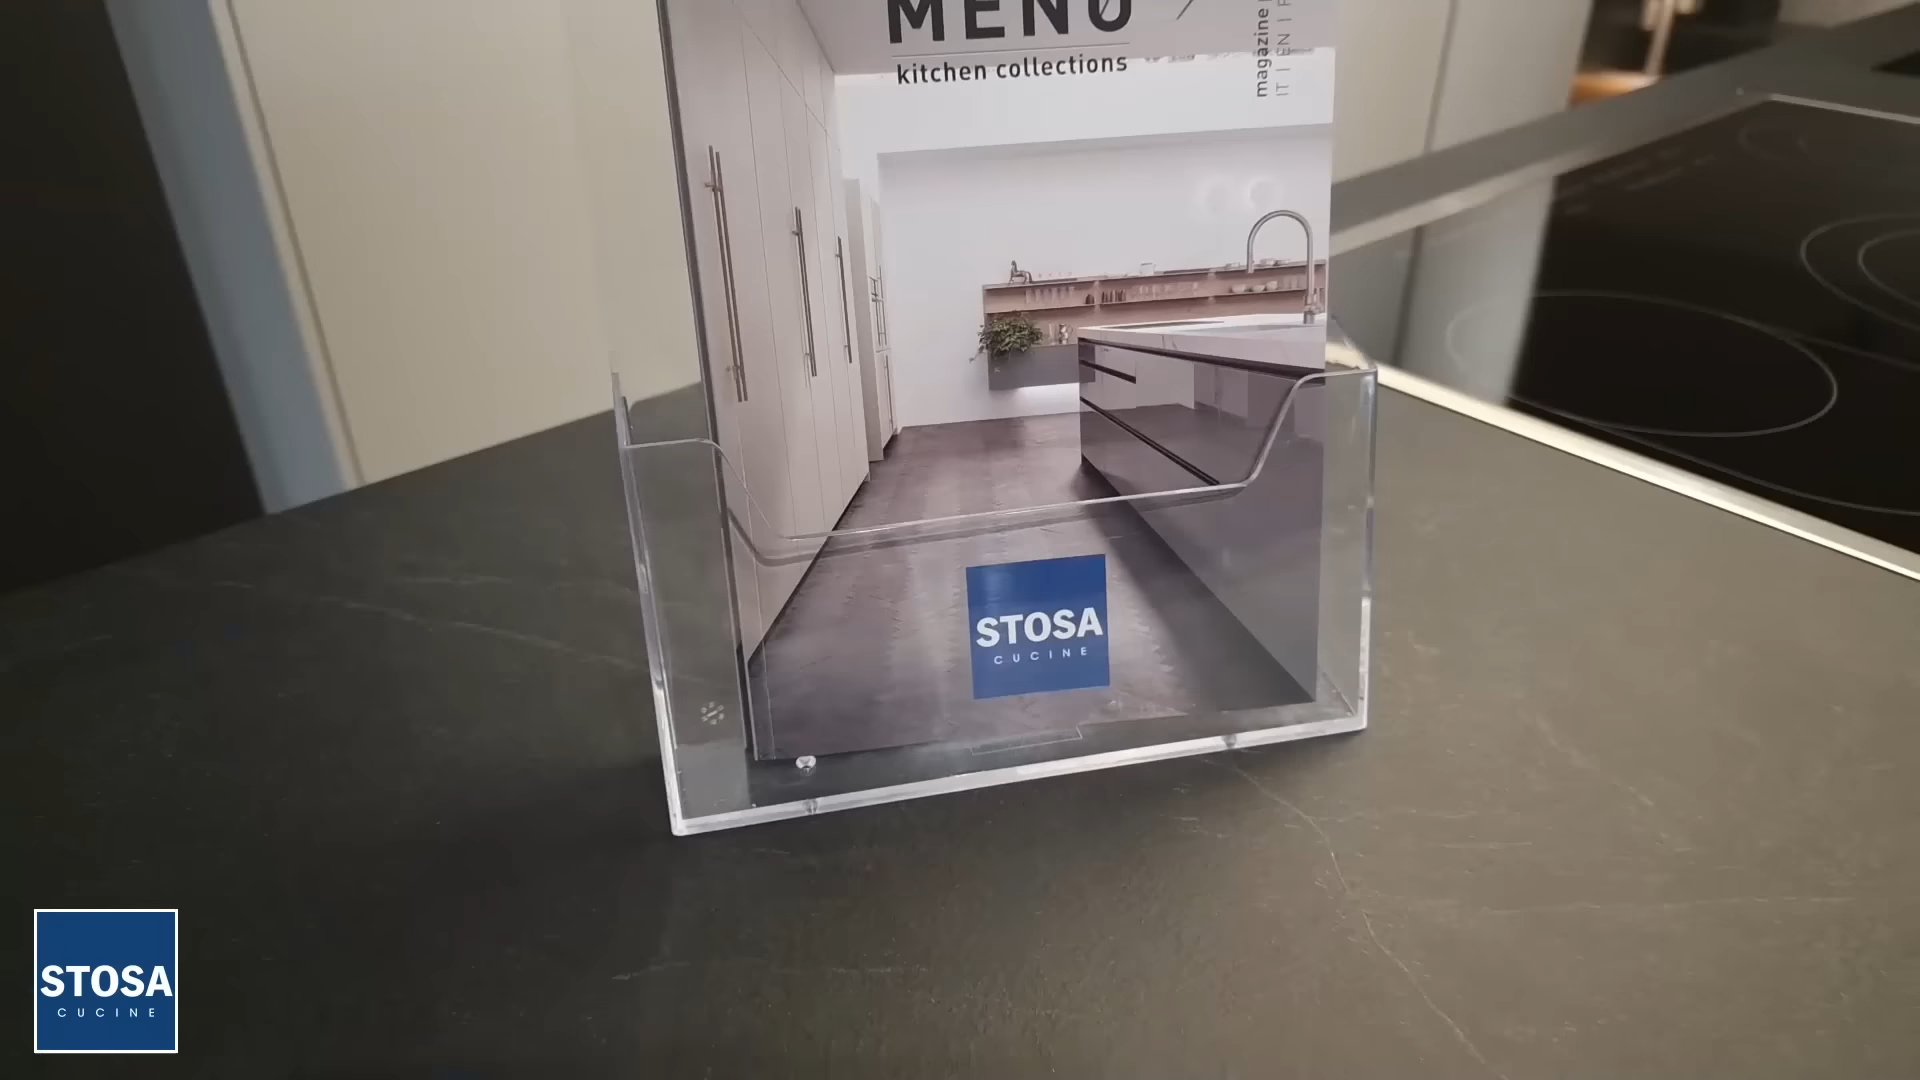 MENU
kitchen collections
magazine
IT | EN | F
STOSA
CUCINE
STOSA
CUCINE